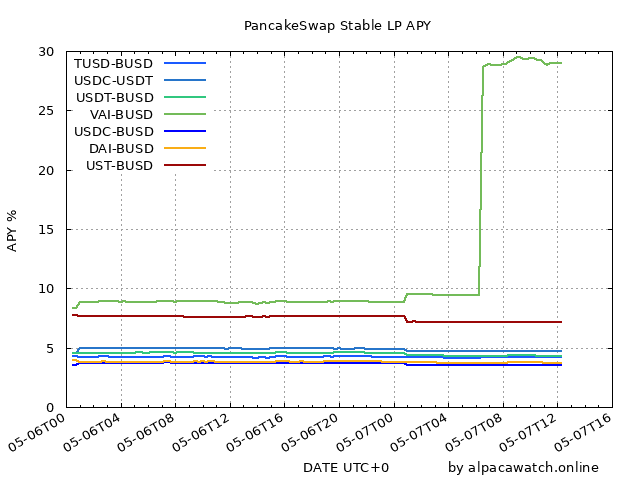 PancakeSwap Stable LP APY
30
25
20
15
10
5
0
APY %
TUSD-BUSD
USDC-USDT
USDT-BUSD
VAI-BUSD
USDC-BUSD
DAI-BUSD
UST-BUSD
05-06T00
05-06T04
05-06T08
05-06T12
05-06T16
05-06T20
05-07T00
05-07T04
05-07T08
05-07T12
05-07T16
DATE UTC+0
by alpacawatch.online